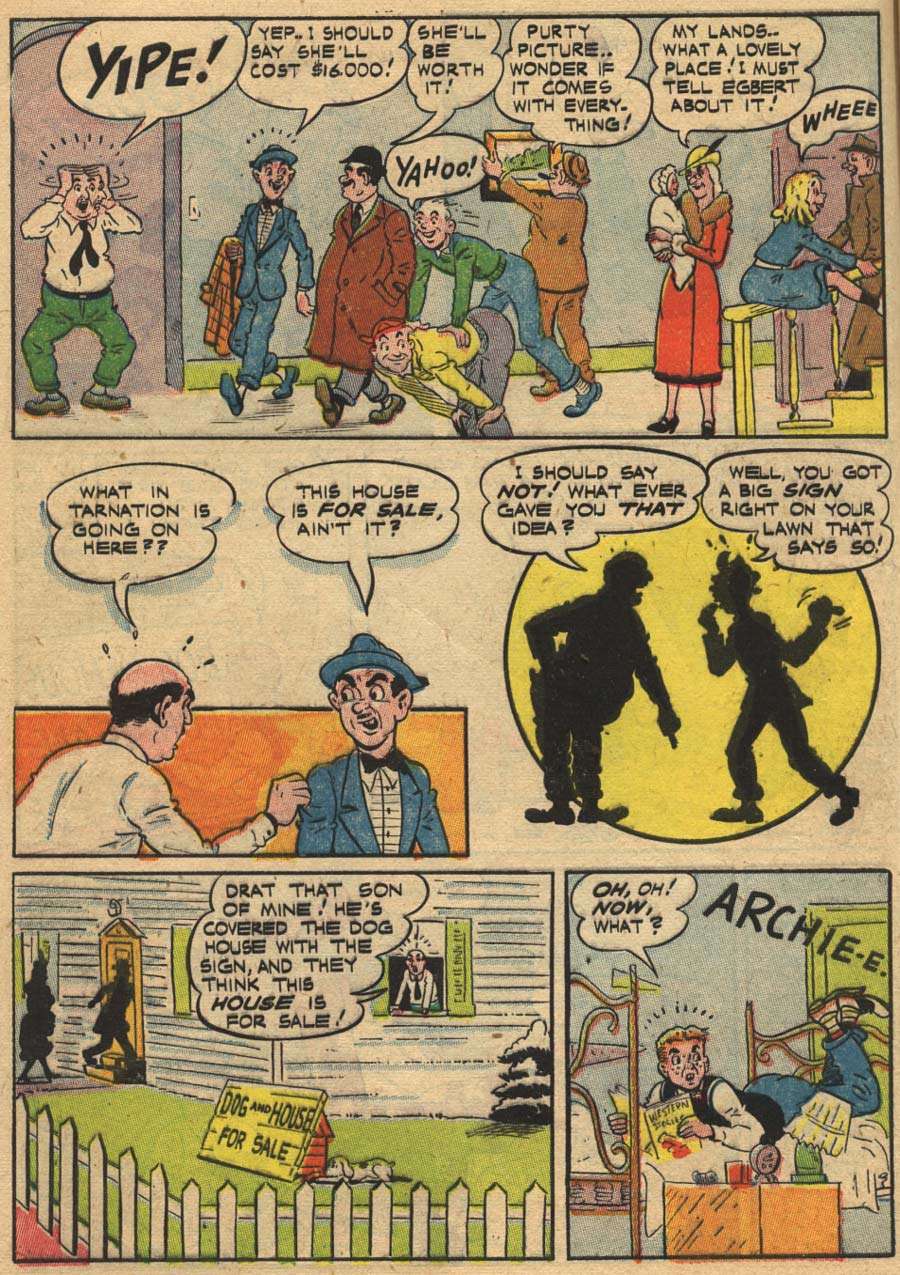 YIPE!
YEP.. I SHOULD
SAY SHE'LL
COST $16.000!
SHE'LL
BE
WORTH
IT!
YAHOO!
PURTY
PICTURE..
WONDER IF
IT COMES
WITH EVERY-
THING!
MY LANDS..
WHAT A LOVELY
PLACE! I MUST
TELL EGBERT
ABOUT IT!
WHEEE
WHAT IN
TARNATION IS
GOING ON
HERE??
THIS HOUSE
IS FOR SALE,
AIN'T IT?
I SHOULD SAY
NOT! WHAT EVER
GAVE YOU THAT
IDEA?
WELL, YOU GOT
A BIG SIGN
RIGHT ON YOUR
LAWN THAT
SAYS SO!
DRAT THAT SON
OF MINE! HE'S
COVERED THE DOG
HOUSE WITH THE
SIGN, AND THEY
THINK THIS
HOUSE IS
FOR SALE!
DOG AND HOUSE
FOR SALE
OH, OH!
NOW,
WHAT?
ARCHIE-E.
WESTERN